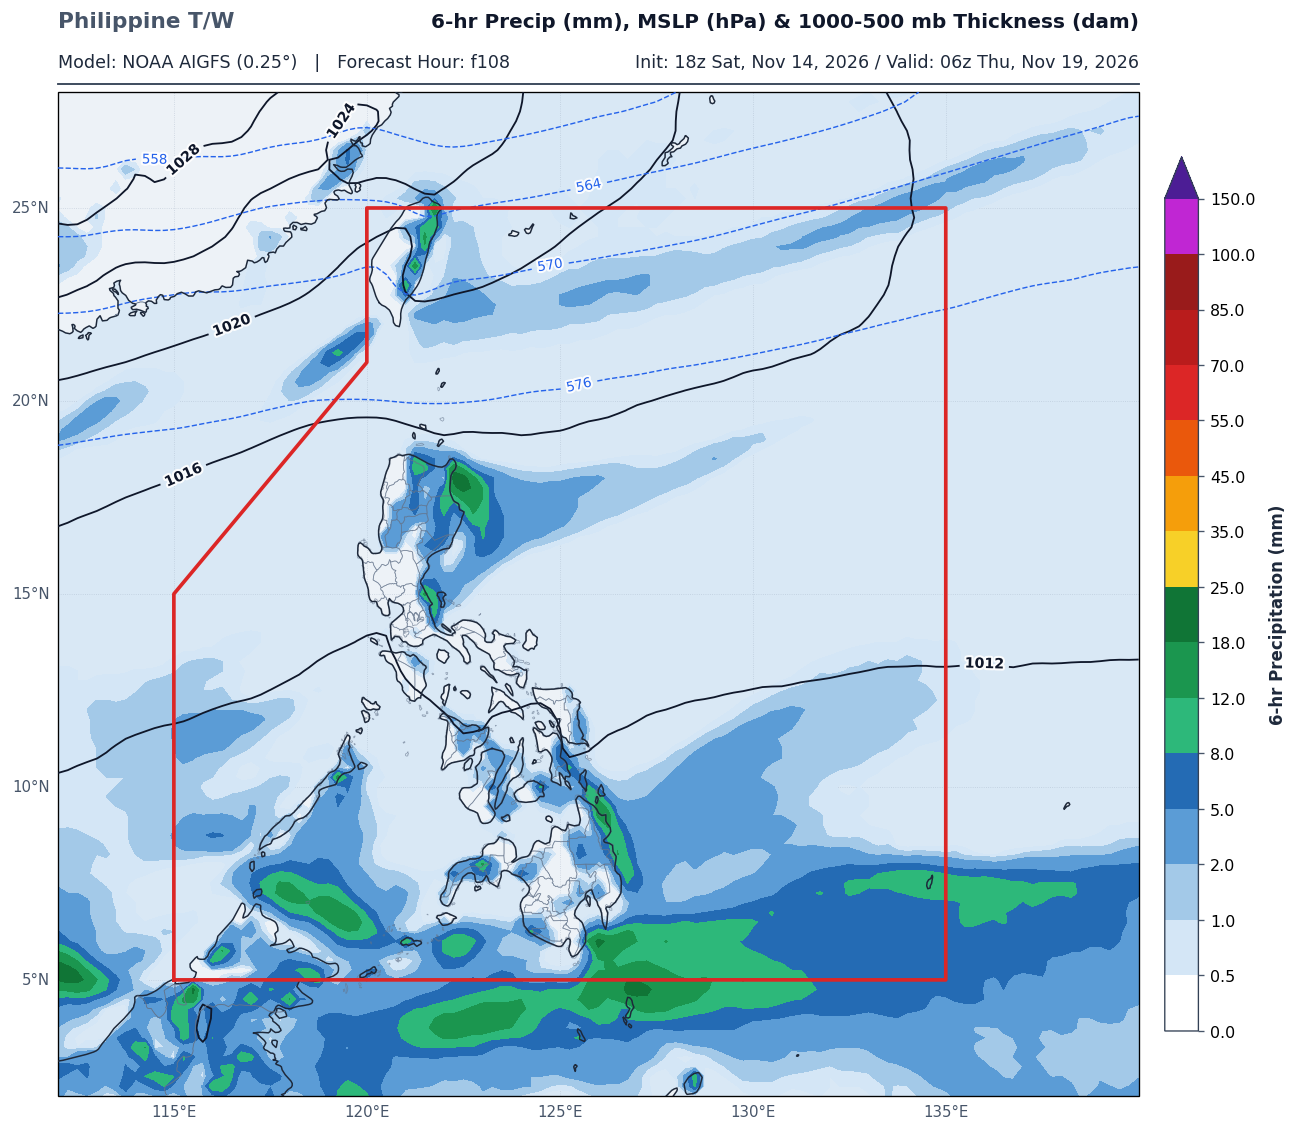 Philippine T/W
6-hr Precip (mm), MSLP (hPa) & 1000-500 mb Thickness (dam)
Model: NOAA AIGFS (0.25°) | Forecast Hour: f108
Init: 18z Sat, Nov 14, 2026 / Valid: 06z Thu, Nov 19, 2026
1024
558
1028
564
25°N
570
1020
576
20°N
1016
15°N
1012
10°N
5°N
115°E
120°E
125°E
130°E
135°E
150.0
100.0
85.0
70.0
55.0
45.0
35.0
25.0
18.0
12.0
8.0
5.0
2.0
1.0
0.5
0.0
6-hr Precipitation (mm)